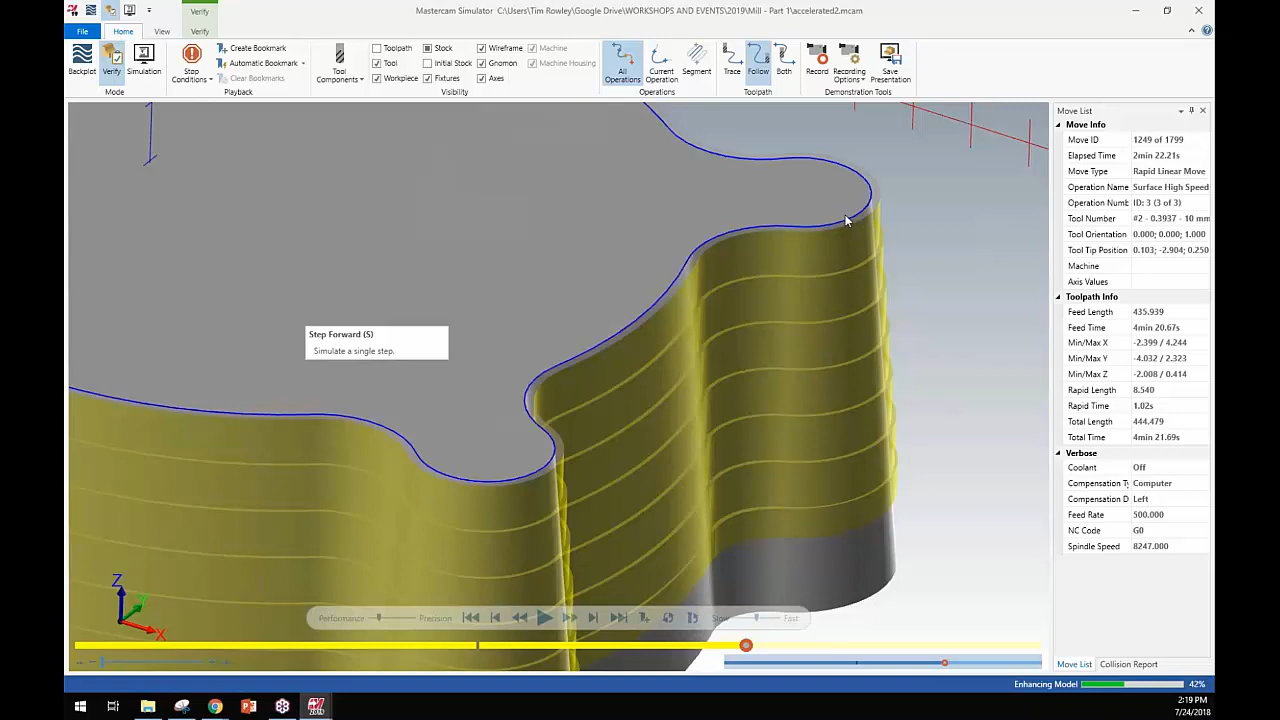 Verify
Mastercam Simulator C:\Users\Tim Rowley\Google Drive\WORKSHOPS AND EVENTS\2019\Mill - Part 1\accelerated2.mcam
File Home View Verify
Backplot Verify Simulation
Mode
Stop Conditions
Create Bookmark
Automatic Bookmark
Clear Bookmarks
Playback
Tool Components
Toolpath Stock Wireframe Machine
Tool Initial Stock Gnomon Machine Housing
Workpiece Fixtures Axes
Visibility
All Operations Current Operation Segment
Operations
Trace Follow Both
Toolpath
Record Recording Options Save Presentation
Demonstration Tools
Step Forward (S)
Simulate a single step.
Z
Y
X
Performance Precision Slow Fast
Move List
Move Info
Move ID 1249 of 1799
Elapsed Time 2min 22.21s
Move Type Rapid Linear Move
Operation Name Surface High Speed
Operation Numb ID: 3 (3 of 3)
Tool Number #2 - 0.3937 - 10 mm
Tool Orientation 0.000; 0.000; 1.000
Tool Tip Position 0.103; -2.904; 0.250
Machine
Axis Values
Toolpath Info
Feed Length 435.939
Feed Time 4min 20.67s
Min/Max X -2.399 / 4.244
Min/Max Y -4.032 / 2.323
Min/Max Z -2.008 / 0.414
Rapid Length 8.540
Rapid Time 1.02s
Total Length 444.479
Total Time 4min 21.69s
Verbose
Coolant Off
Compensation Ty Computer
Compensation D Left
Feed Rate 500.000
NC Code G0
Spindle Speed 8247.000
Move List Collision Report
Enhancing Model 42%
2:19 PM
7/24/2018